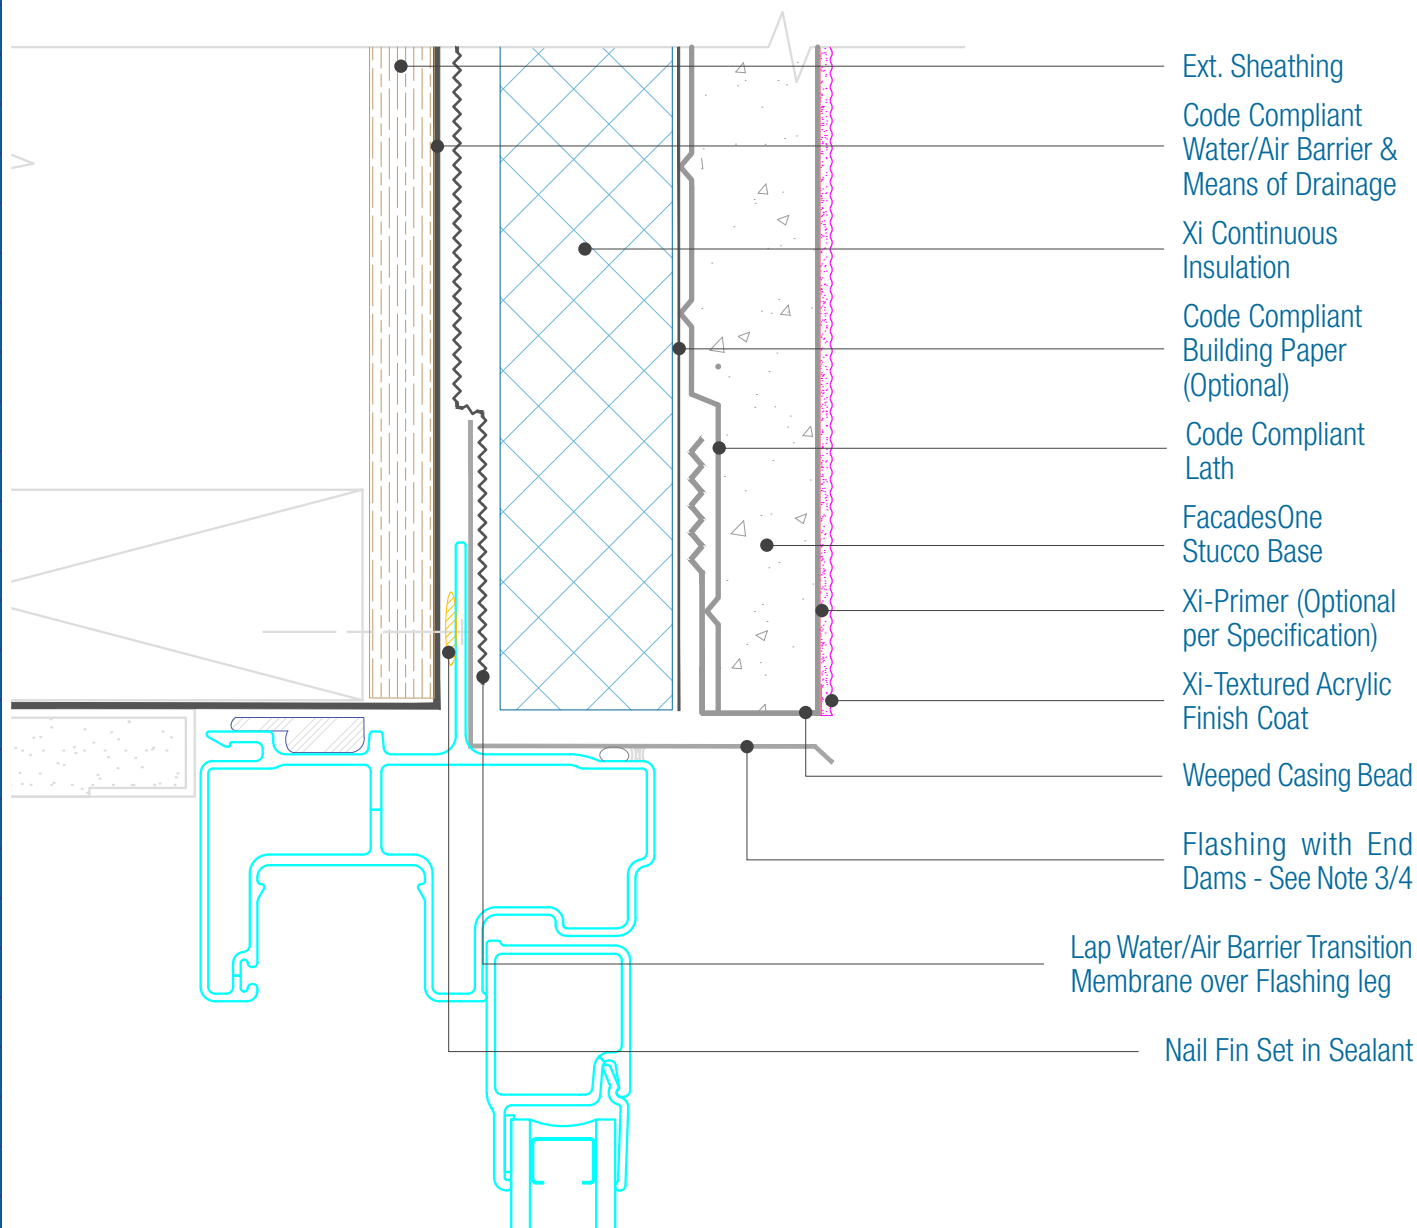 Ext. Sheathing
Code Compliant
Water/Air Barrier &
Means of Drainage
Xi Continuous
Insulation
Code Compliant
Building Paper
(Optional)
Code Compliant
Lath
FacadesOne
Stucco Base
Xi-Primer (Optional
per Specification)
Xi-Textured Acrylic
Finish Coat
Weeped Casing Bead
Flashing with End
Dams - See Note 3/4
Lap Water/Air Barrier Transition
Membrane over Flashing leg
Nail Fin Set in Sealant